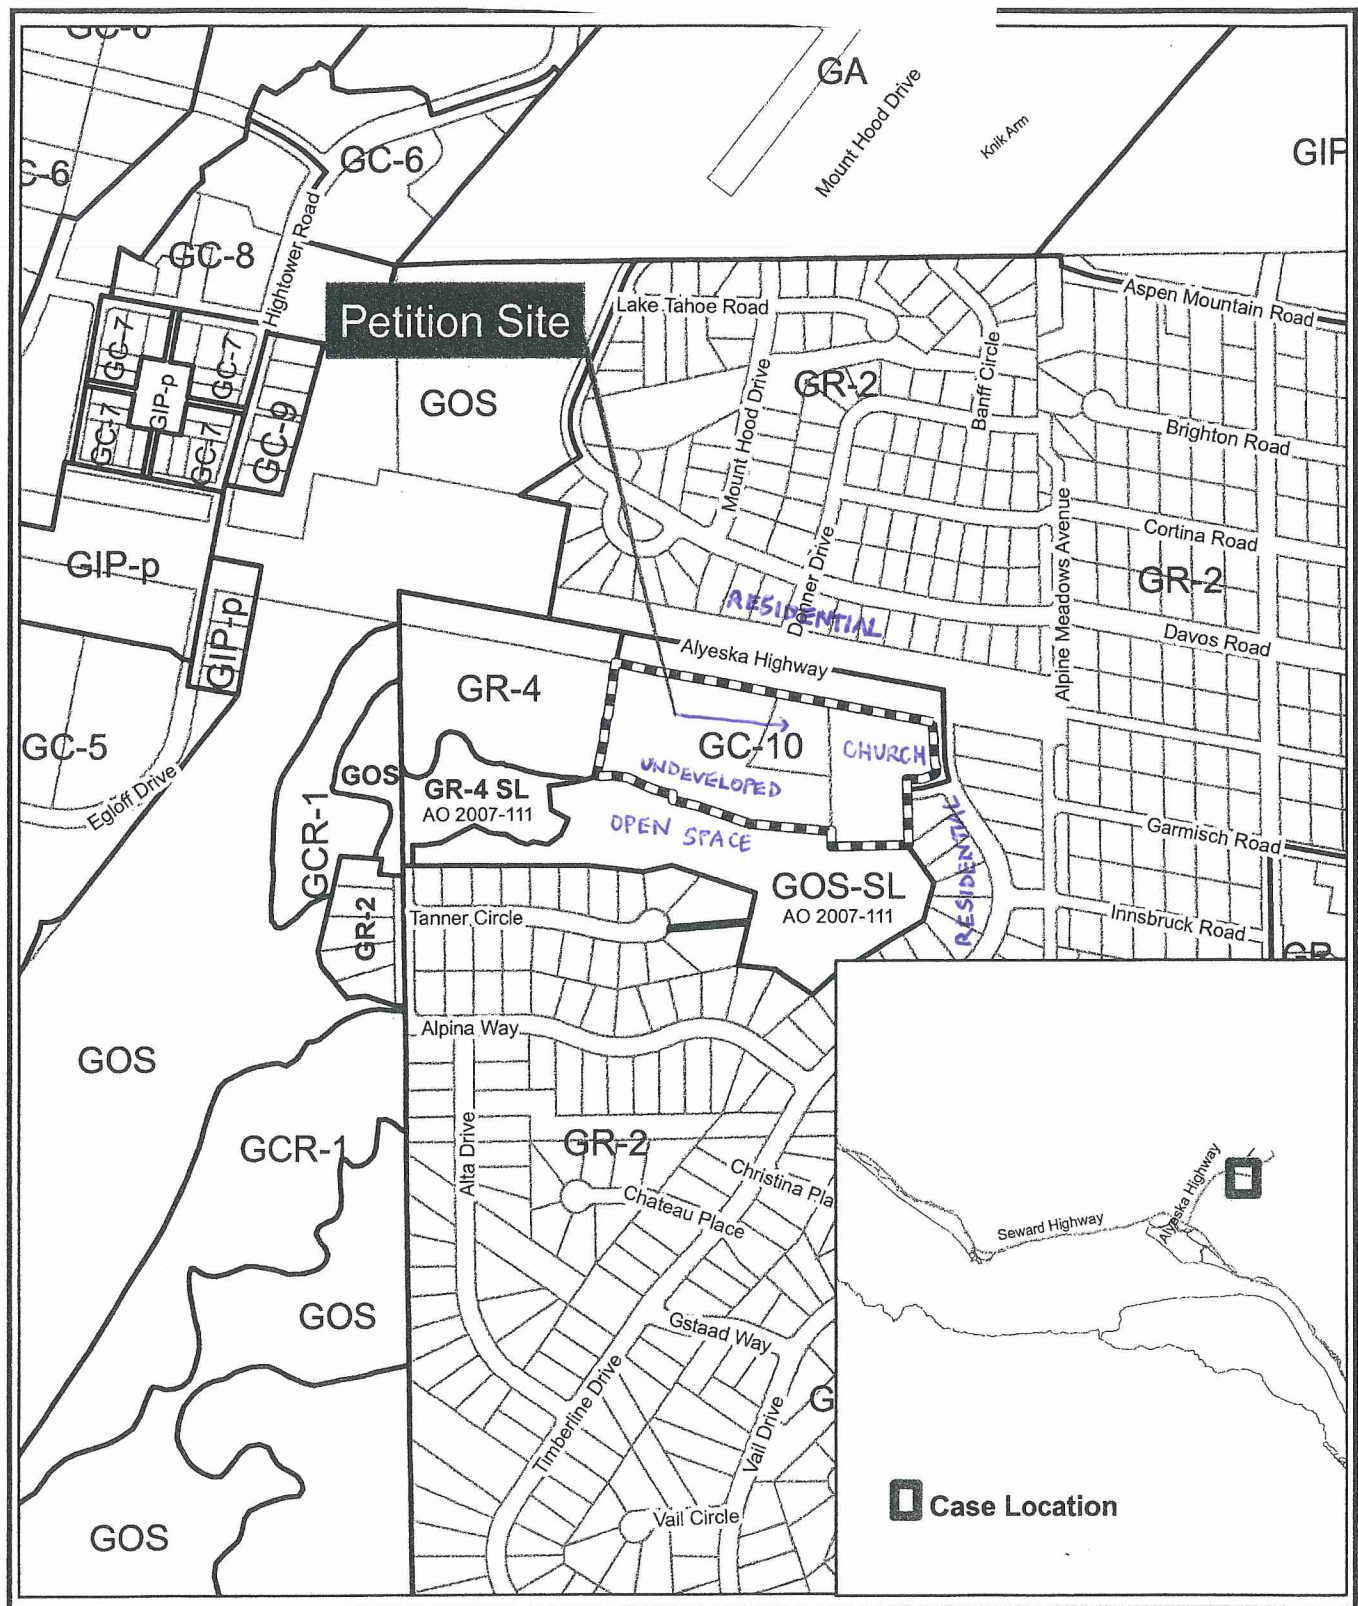 GC-6
GA
Mount Hood Drive
Knik Arm
GIP
GC-6
C-6
Hightower Road
GC-8
Aspen Mountain Road
Petition Site
Lake Tahoe Road
GC-7
GC-7
GIP-p
GC-7
GC-7
GC-9
GOS
GR-2
Mount Hood Drive
Banff Circle
Brighton Road
Alpine Meadows Avenue
Cortina Road
GIP-p
GR-2
GIP-p
Donner Drive
RESIDENTIAL
Davos Road
Alyeska Highway
GR-4
GC-5
GC-10
CHURCH
UNDEVELOPED
GOS
GR-4 SL
AO 2007-111
Egloff Drive
GCR-1
OPEN SPACE
RESIDENTIAL
Garmisch Road
GOS-SL
AO 2007-111
GR-2
Tanner Circle
Innsbruck Road
Alpina Way
GOS
GCR-1
Alta Drive
GR-2
Christina Pla
Chateau Place
Alyeska Highway
Seward Highway
Alyeska Highway
GOS
Gstaad Way
Timberline Drive
Vail Drive
G
GOS
Vail Circle
Case Location